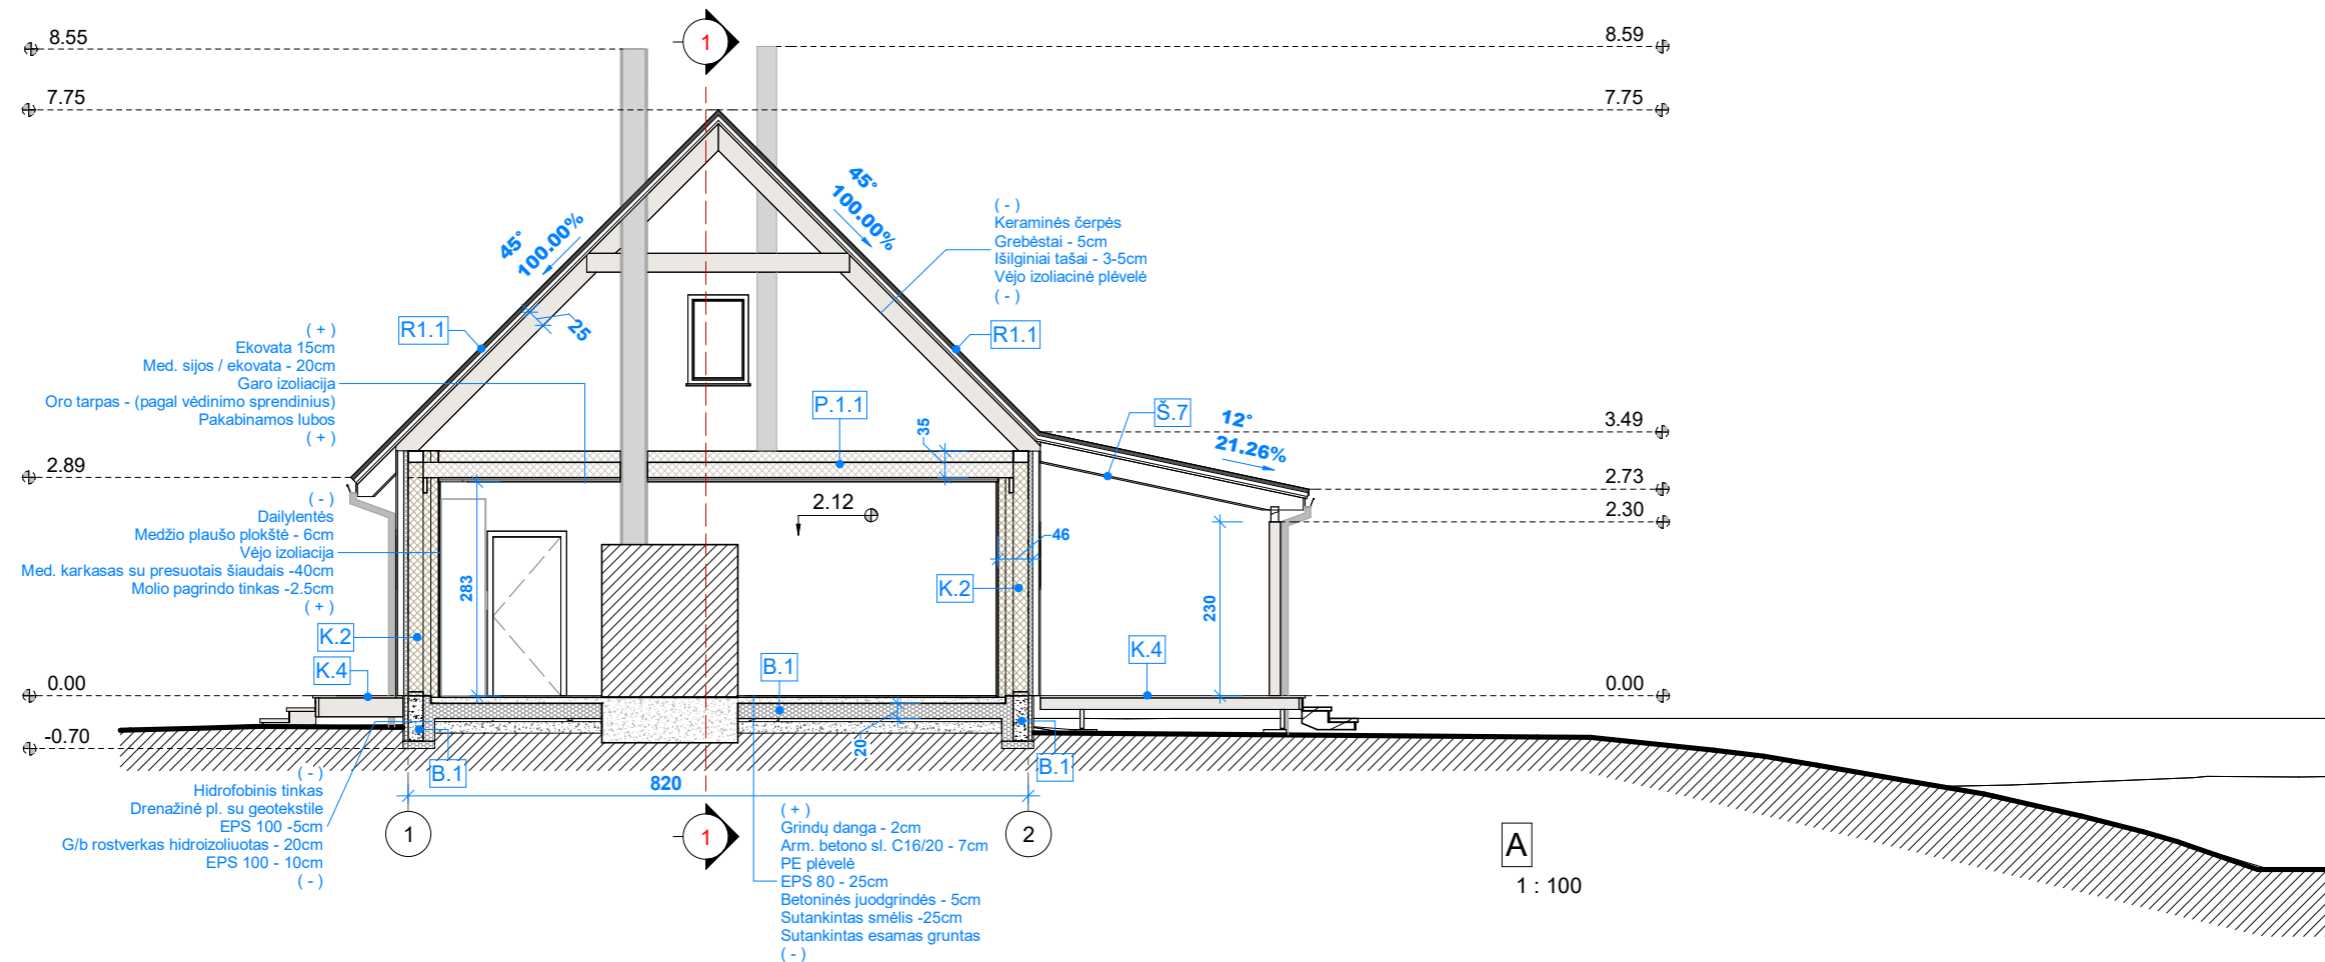 8.55
1
8.59
7.75
7.75
45°
100.00%
45°
100.00%
( - )
Keraminės čerpės
Grebėstai - 5cm
Išilginiai tašai - 3-5cm
Vėjo izoliacinė plėvelė
( - )
25
R1.1
R1.1
( + )
Ekovata 15cm
Med. sijos / ekovata - 20cm
Garo izoliacija
Oro tarpas - (pagal vėdinimo sprendinius)
Pakabinamos lubos
( + )
P.1.1
35
Š.7
12°
21.26%
3.49
2.89
2.73
2.30
2.12
( - )
Dailylentės
Medžio plaušo plokštė - 6cm
Vėjo izoliacija
Med. karkasas su presuotais šiaudais -40cm
Molio pagrindo tinkas -2.5cm
( + )
283
46
K.2
230
K.2
K.4
K.4
B.1
0.00
0.00
-0.70
20
B.1
B.1
820
( - )
Hidrofobinis tinkas
Drenažinė pl. su geotekstile
EPS 100 -5cm
G/b rostverkas hidroizoliuotas - 20cm
EPS 100 - 10cm
( - )
1
1
2
( + )
Grindų danga - 2cm
Arm. betono sl. C16/20 - 7cm
PE plėvelė
EPS 80 - 25cm
Betoninės juodgrindės - 5cm
Sutankintas smėlis -25cm
Sutankintas esamas gruntas
( - )
A
1 : 100